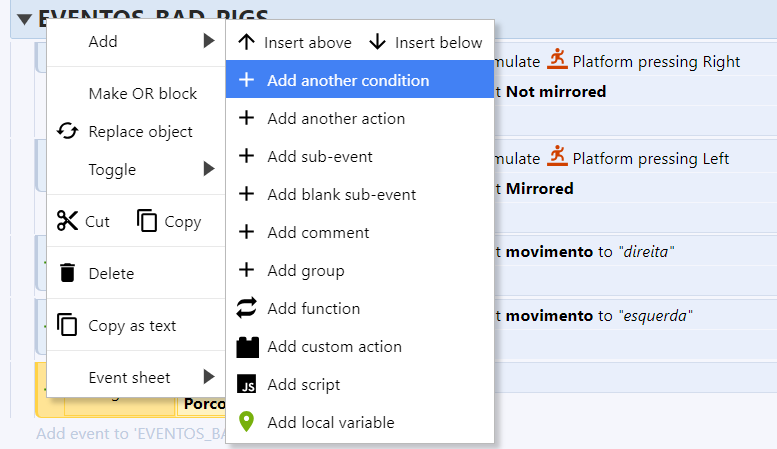 EVENTOS_BAD_PIGS
Add
Make OR block
Replace object
Toggle
Cut Copy
Delete
Copy as text
Event sheet
Insert above Insert below
Add another condition
Add another action
Add sub-event
Add blank sub-event
Add comment
Add group
Add function
Add custom action
JS Add script
Add local variable
Platform pressing Right
Not mirrored
Platform pressing Left
Mirrored
movimento to "direita"
movimento to "esquerda"
Add event to 'EVENTOS_BA